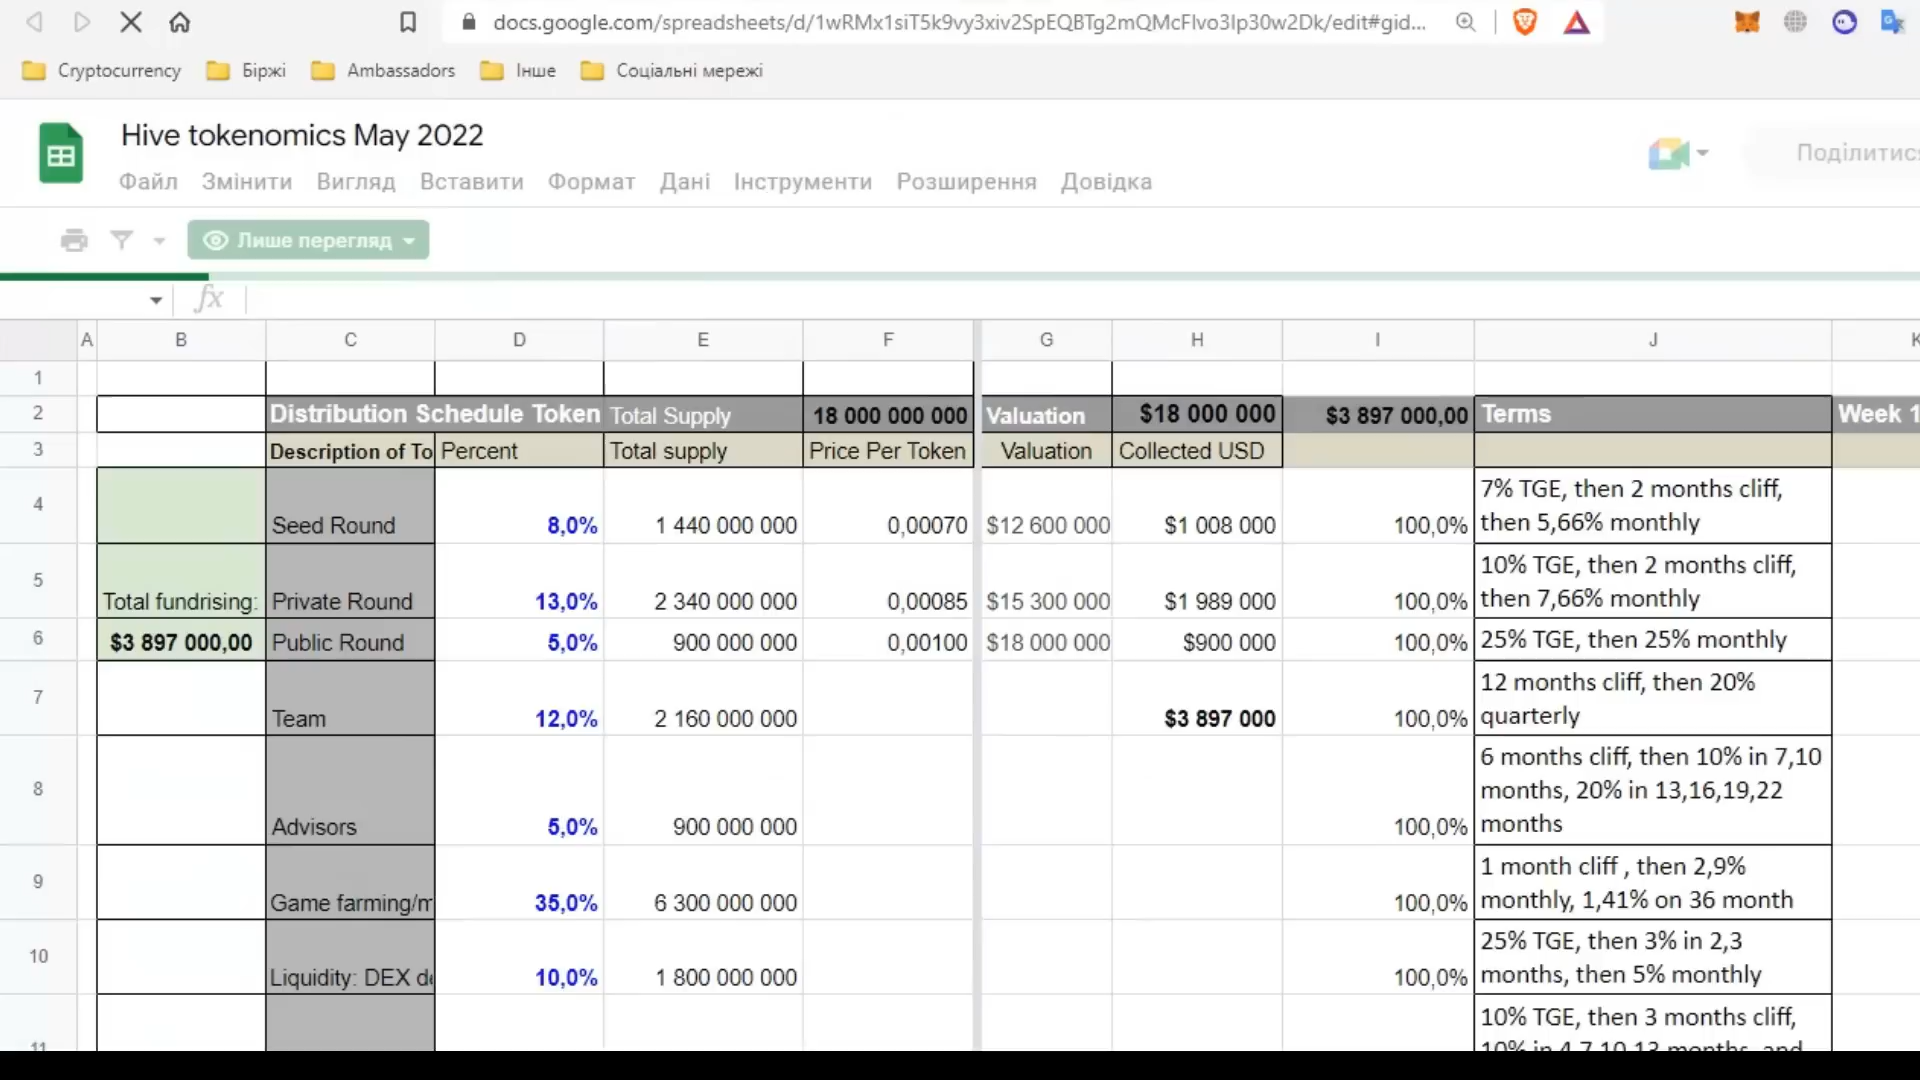 docs.google.com/spreadsheets/d/1wRMx1siT5k9vy3xiv2SpEQBTg2mQMcFlvo3Ip30w2Dk/edit#gid...
Cryptocurrency Біржі Ambassadors Інше Соціальні мережі
Hive tokenomics May 2022
Файл Змінити Вигляд Вставити Формат Дані Інструменти Розширення Довідка
Лише перегляд
fx
A B C D E F G H I J K
1
2 Distribution Schedule Token Total Supply 18 000 000 000 Valuation $18 000 000 $3 897 000,00 Terms Week 1
3 Description of To Percent Total supply Price Per Token Valuation Collected USD
4 Seed Round 8,0% 1 440 000 000 0,00070 $12 600 000 $1 008 000 100,0% 7% TGE, then 2 months cliff,
then 5,66% monthly
5 Total fundrising: Private Round 13,0% 2 340 000 000 0,00085 $15 300 000 $1 989 000 100,0% 10% TGE, then 2 months cliff,
then 7,66% monthly
6 $3 897 000,00 Public Round 5,0% 900 000 000 0,00100 $18 000 000 $900 000 100,0% 25% TGE, then 25% monthly
7 Team 12,0% 2 160 000 000 $3 897 000 100,0% 12 months cliff, then 20%
quarterly
8 Advisors 5,0% 900 000 000 100,0% 6 months cliff, then 10% in 7,10
months, 20% in 13,16,19,22
months
9 Game farming/m 35,0% 6 300 000 000 100,0% 1 month cliff , then 2,9%
monthly, 1,41% on 36 month
10 Liquidity: DEX 10,0% 1 800 000 000 100,0% 25% TGE, then 3% in 2,3
months, then 5% monthly
11 10% TGE, then 3 months cliff,
10% in 4,7,10,13 months, and